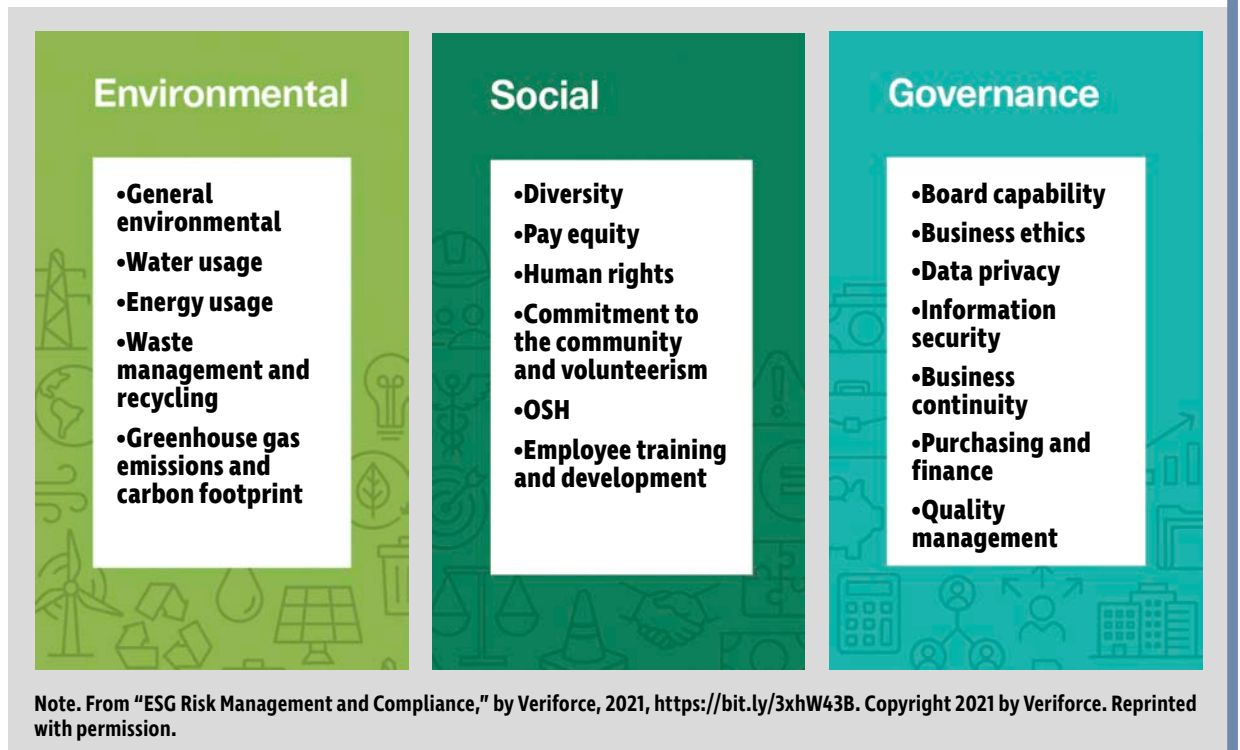 Environmental
•General
environmental
•Water usage
•Energy usage
•Waste
management and
recycling
•Greenhouse gas
emissions and
carbon footprint
Social
•Diversity
•Pay equity
•Human rights
•Commitment to
the community
and volunteerism
•OSH
•Employee training
and development
Governance
•Board capability
•Business ethics
•Data privacy
•Information
security
•Business
continuity
•Purchasing and
finance
•Quality
management
Note. From “ESG Risk Management and Compliance,” by Veriforce, 2021, https://bit.ly/3xhW43B. Copyright 2021 by Veriforce. Reprinted
with permission.